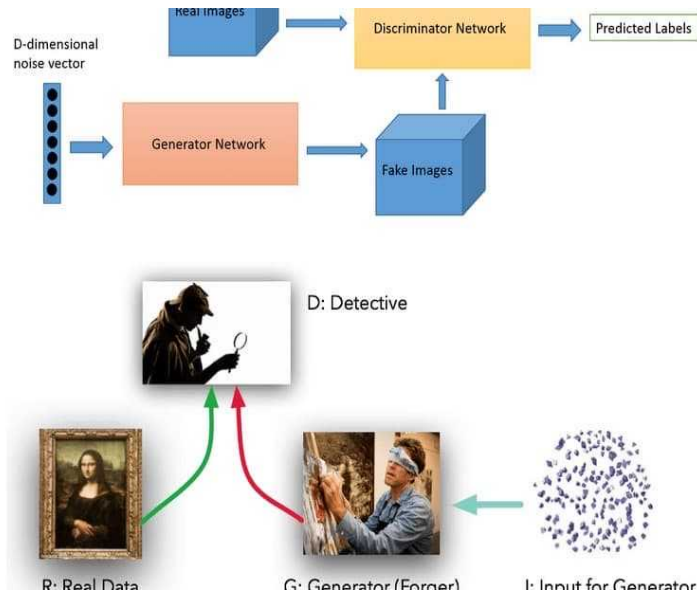 Real Images
Discriminator Network
Predicted Labels
D-dimensional
noise vector
Generator Network
Fake Images
D: Detective
R: Real Data
G: Generator (Forger)
I: Input for Generator